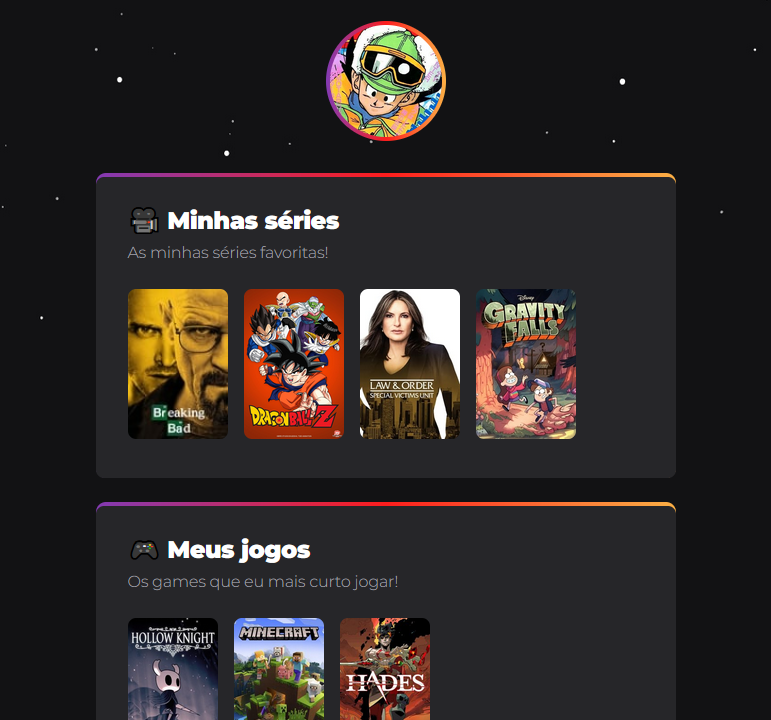 Minhas séries
As minhas séries favoritas!
Breaking
Bad
DRAGON BALL Z
LAW & ORDER
SPECIAL VICTIMS UNIT
Disney
GRAVITY
FALLS
Meus jogos
Os games que eu mais curto jogar!
HOLLOW KNIGHT
MINECRAFT
HADES